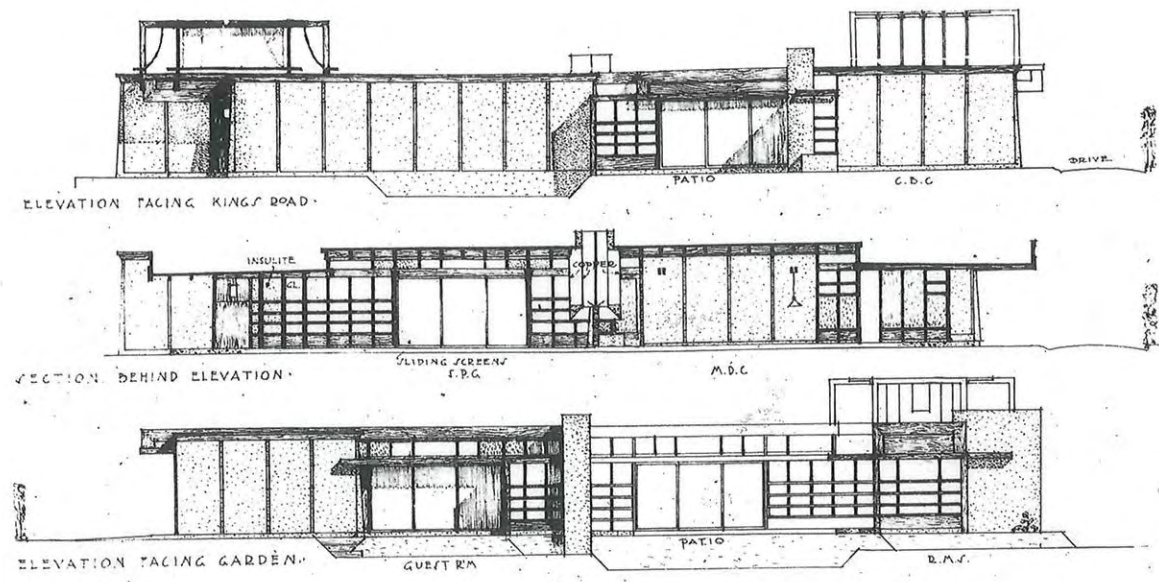 DRIVE
PATIO
C.B.C
ELEVATION FACING KINGS ROAD.
INSULITE
COPPER
GL.
SLIDING SCREENS
S.P.G.
M.D.C
SECTION BEHIND ELEVATION.
PATIO
ELEVATION FACING GARDEN.
GUEST R'M
R.M.S.